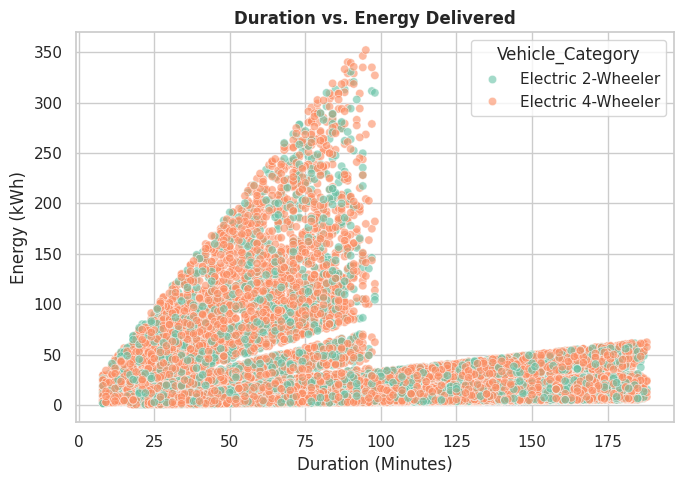 Duration vs. Energy Delivered
Vehicle_Category
Electric 2-Wheeler
Electric 4-Wheeler
Energy (kWh)
350
300
250
200
150
100
50
0
0 25 50 75 100 125 150 175
Duration (Minutes)